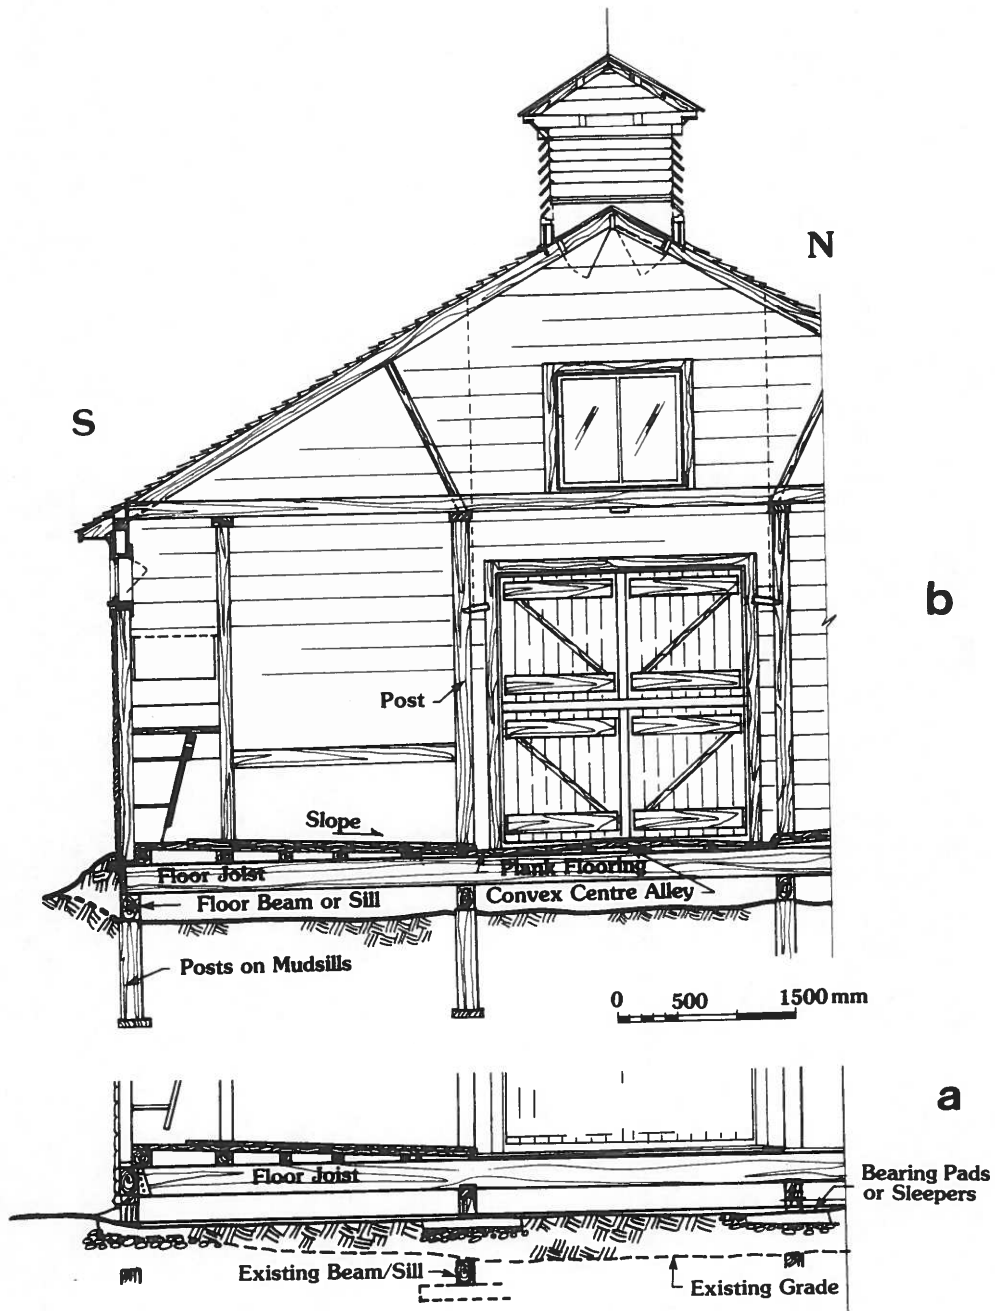 N
S
b
Post
Slope
Plank Flooring
Floor Joist
Convex Centre Alley
Floor Beam or Sill
Posts on Mudsills
0 500 1500 mm
a
Floor Joist
Bearing Pads
or Sleepers
Existing Beam/Sill
Existing Grade